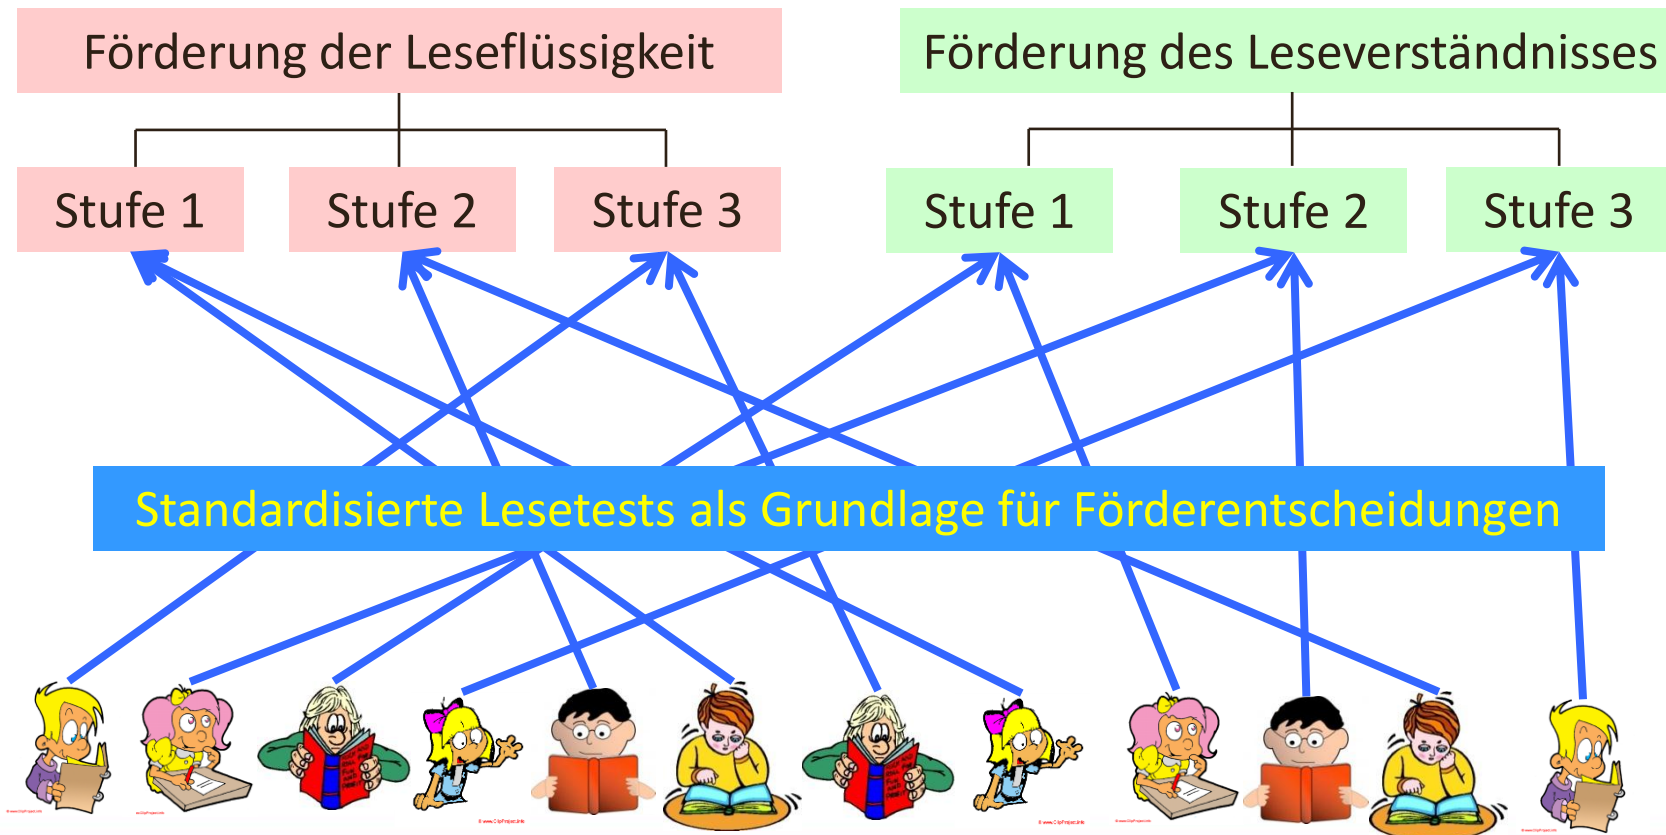 Förderung der Leseflüssigkeit
Förderung des Leseverständnisses
Stufe 1
Stufe 2
Stufe 3
Stufe 1
Stufe 2
Stufe 3
Standardisierte Lesetests als Grundlage für Förderentscheidungen